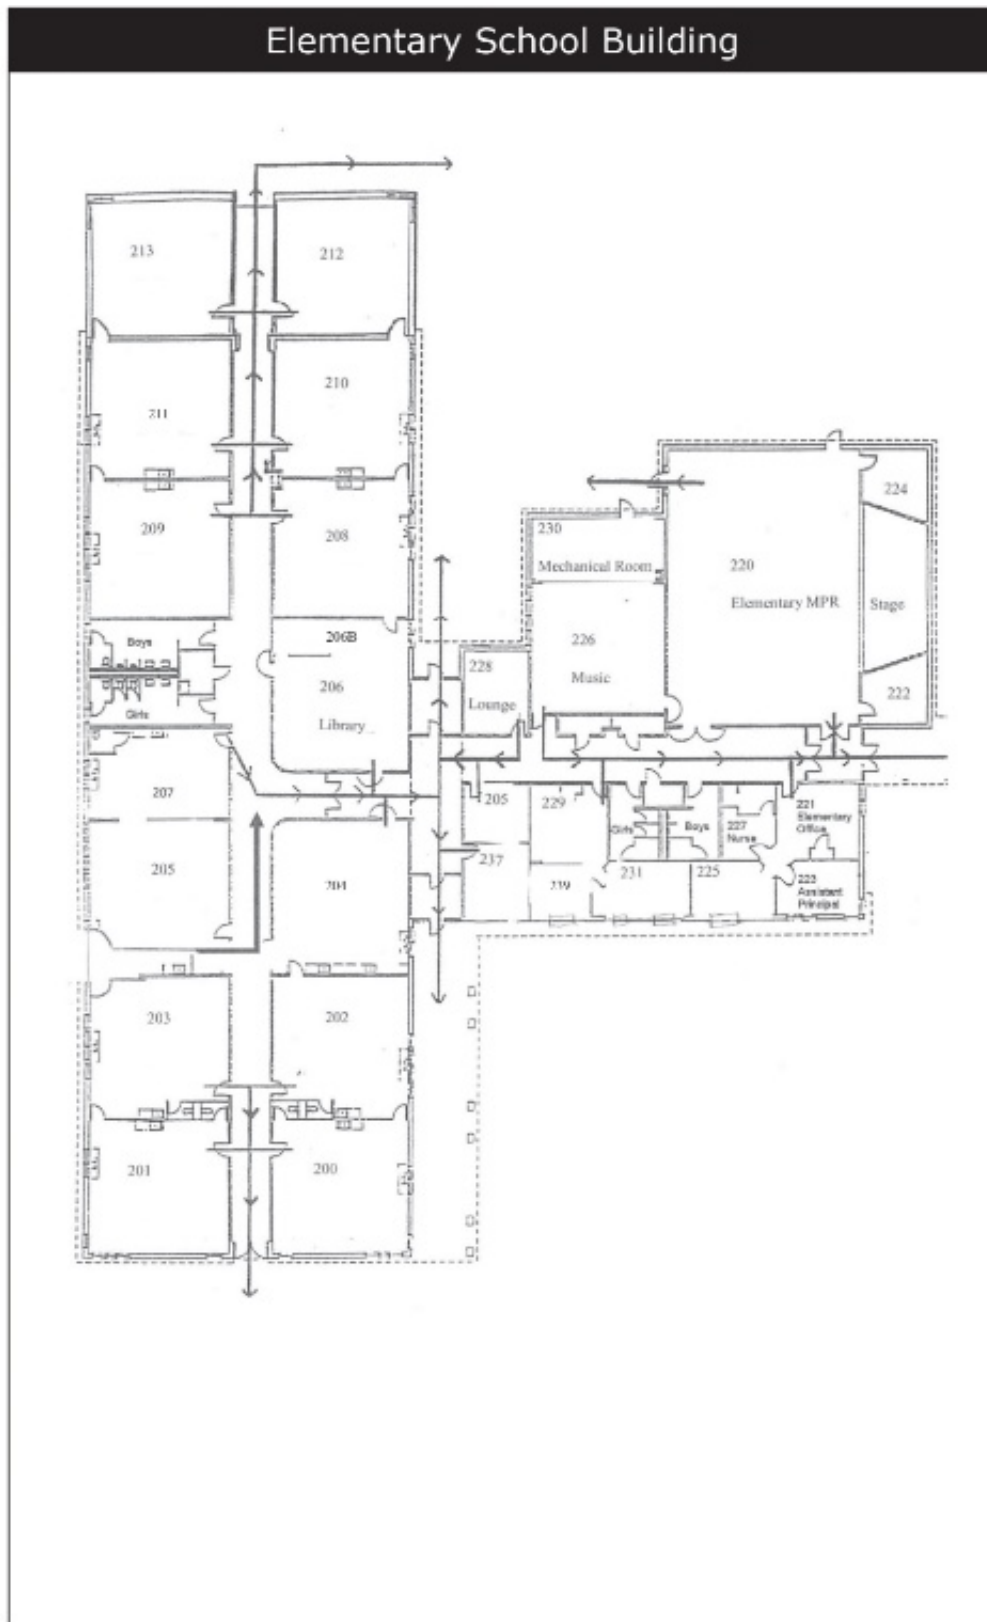 Elementary School Building
213
212
210
211
209
208
224
230
Mechanical Room
220
Elementary MPR
Stage
Boys
206B
226
Music
206
Library
228
Lounge
222
Girls
207
205
229
221
Elementary
Office
Girls
Boys
227
Nurse
205
204
237
239
231
225
223
Assistant
Principal
203
202
201
200